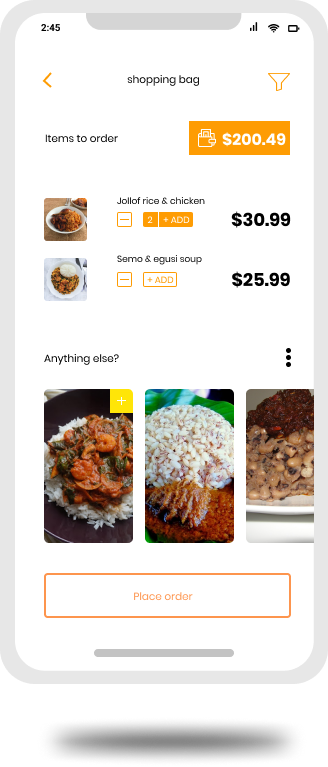 2:45
shopping bag
Items to order
$200.49
Jollof rice & chicken
2 + ADD
$30.99
Semo & egusi soup
+ ADD
$25.99
Anything else?
Place order